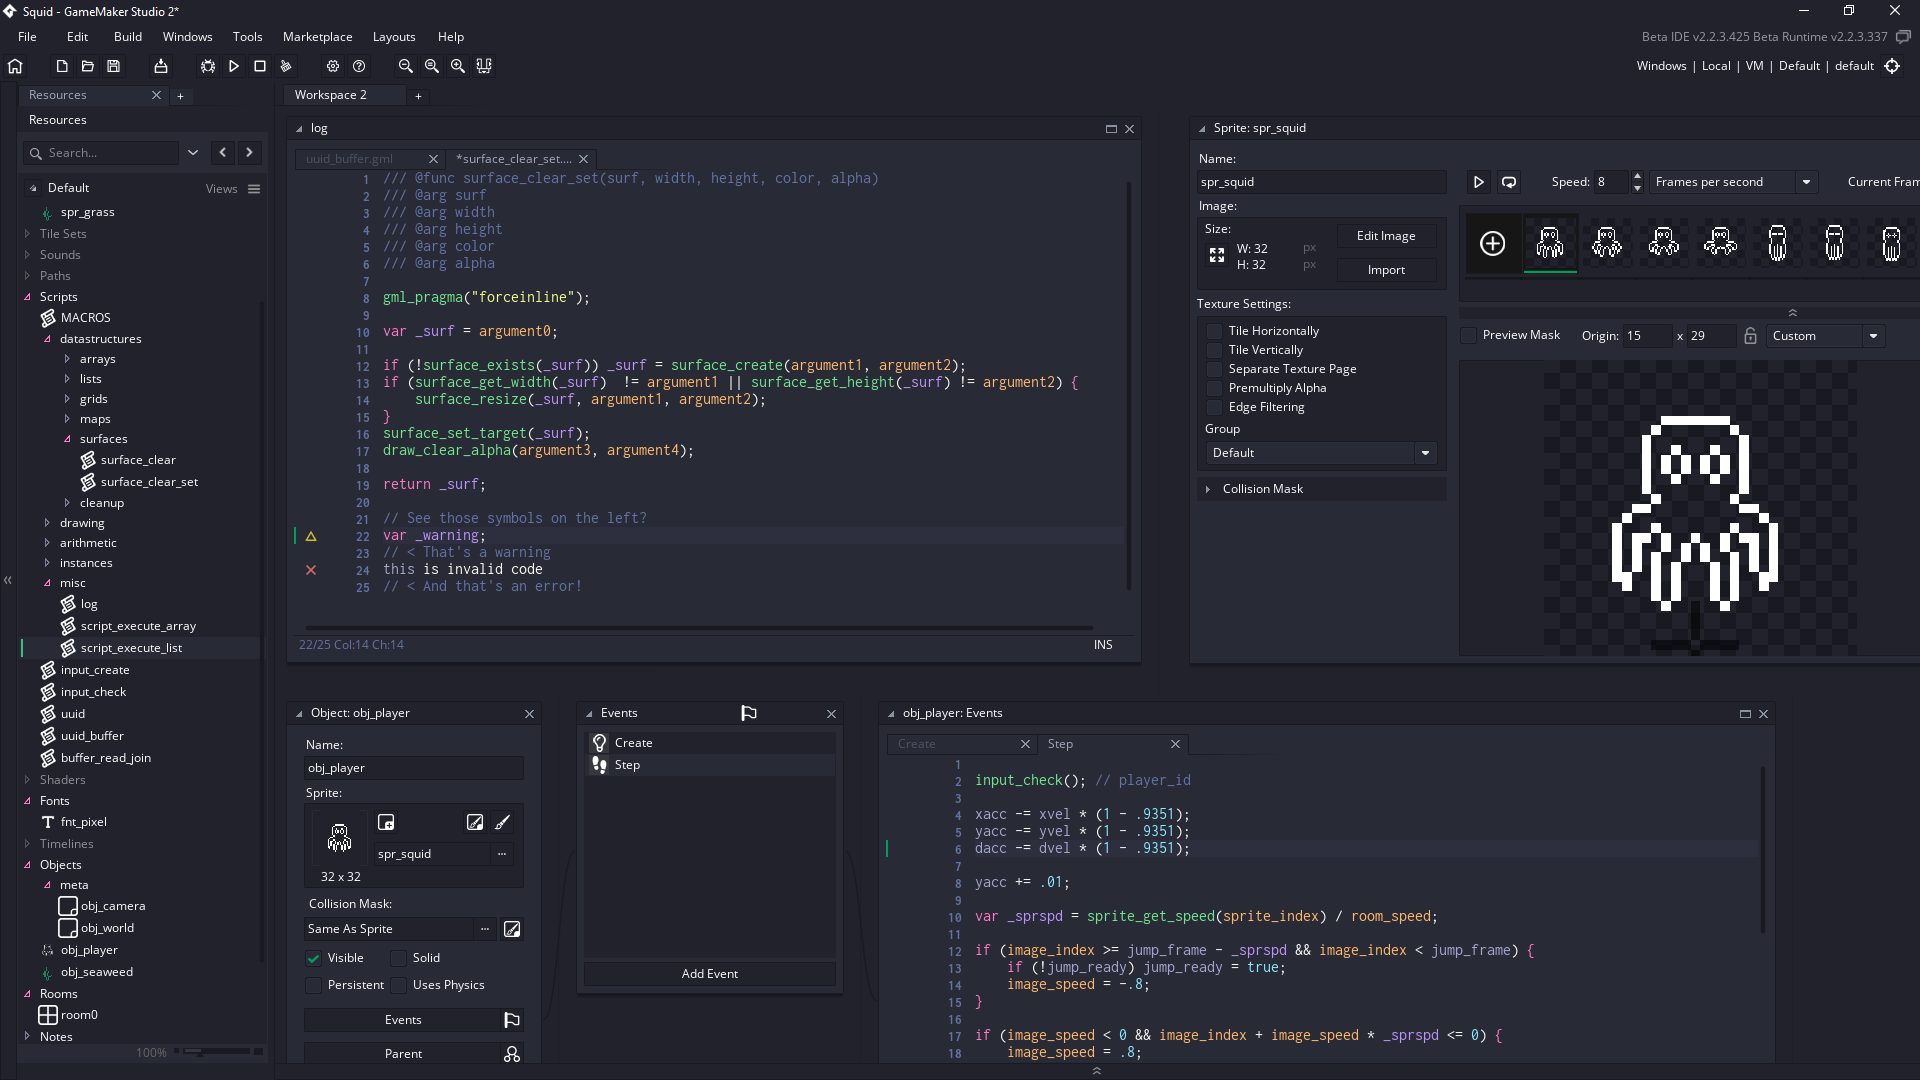 Squid - GameMaker Studio 2*
File Edit Build Windows Tools Marketplace Layouts Help
Beta IDE v2.2.3.425 Beta Runtime v2.2.3.337
Windows | Local | VM | Default | default
Resources
Resources
Search...
Default
Views
spr_grass
Tile Sets
Sounds
Paths
Scripts
MACROS
datastructures
arrays
lists
grids
maps
surfaces
surface_clear
surface_clear_set
cleanup
drawing
arithmetic
instances
misc
log
script_execute_array
script_execute_list
input_create
input_check
uuid
uuid_buffer
buffer_read_join
Shaders
Fonts
fnt_pixel
Timelines
Objects
meta
obj_camera
obj_world
obj_player
obj_seaweed
Rooms
room0
Notes
100%
Workspace 2
log
uuid_buffer.gml
*surface_clear_set....
1 /// @func surface_clear_set(surf, width, height, color, alpha)
2 /// @arg surf
3 /// @arg width
4 /// @arg height
5 /// @arg color
6 /// @arg alpha
7
8 gml_pragma("forceinline");
9
10 var _surf = argument0;
11
12 if (!surface_exists(_surf)) _surf = surface_create(argument1, argument2);
13 if (surface_get_width(_surf)  != argument1 || surface_get_height(_surf) != argument2) {
14     surface_resize(_surf, argument1, argument2);
15 }
16 surface_set_target(_surf);
17 draw_clear_alpha(argument3, argument4);
18
19 return _surf;
20
21 // See those symbols on the left?
22 var _warning;
23 // < That's a warning
24 this is invalid code
25 // < And that's an error!
22/25 Col:14 Ch:14
INS
Sprite: spr_squid
Name:
spr_squid
Image:
Size:
W: 32 px
H: 32 px
Edit Image
Import
Texture Settings:
Tile Horizontally
Tile Vertically
Separate Texture Page
Premultiply Alpha
Edge Filtering
Group
Default
Collision Mask
Speed: 8
Frames per second
Current Fram
Preview Mask
Origin: 15 x 29
Custom
Object: obj_player
Name:
obj_player
Sprite:
spr_squid
32 x 32
Collision Mask:
Same As Sprite
Visible
Solid
Persistent
Uses Physics
Events
Parent
Events
Create
Step
Add Event
obj_player: Events
Create
Step
1
2 input_check(); // player_id
3
4 xacc -= xvel * (1 - .9351);
5 yacc -= yvel * (1 - .9351);
6 dacc -= dvel * (1 - .9351);
7
8 yacc += .01;
9
10 var _sprspd = sprite_get_speed(sprite_index) / room_speed;
11
12 if (image_index >= jump_frame - _sprspd && image_index < jump_frame) {
13     if (!jump_ready) jump_ready = true;
14     image_speed = -.8;
15 }
16
17 if (image_speed < 0 && image_index + image_speed * _sprspd <= 0) {
18     image_speed = .8;